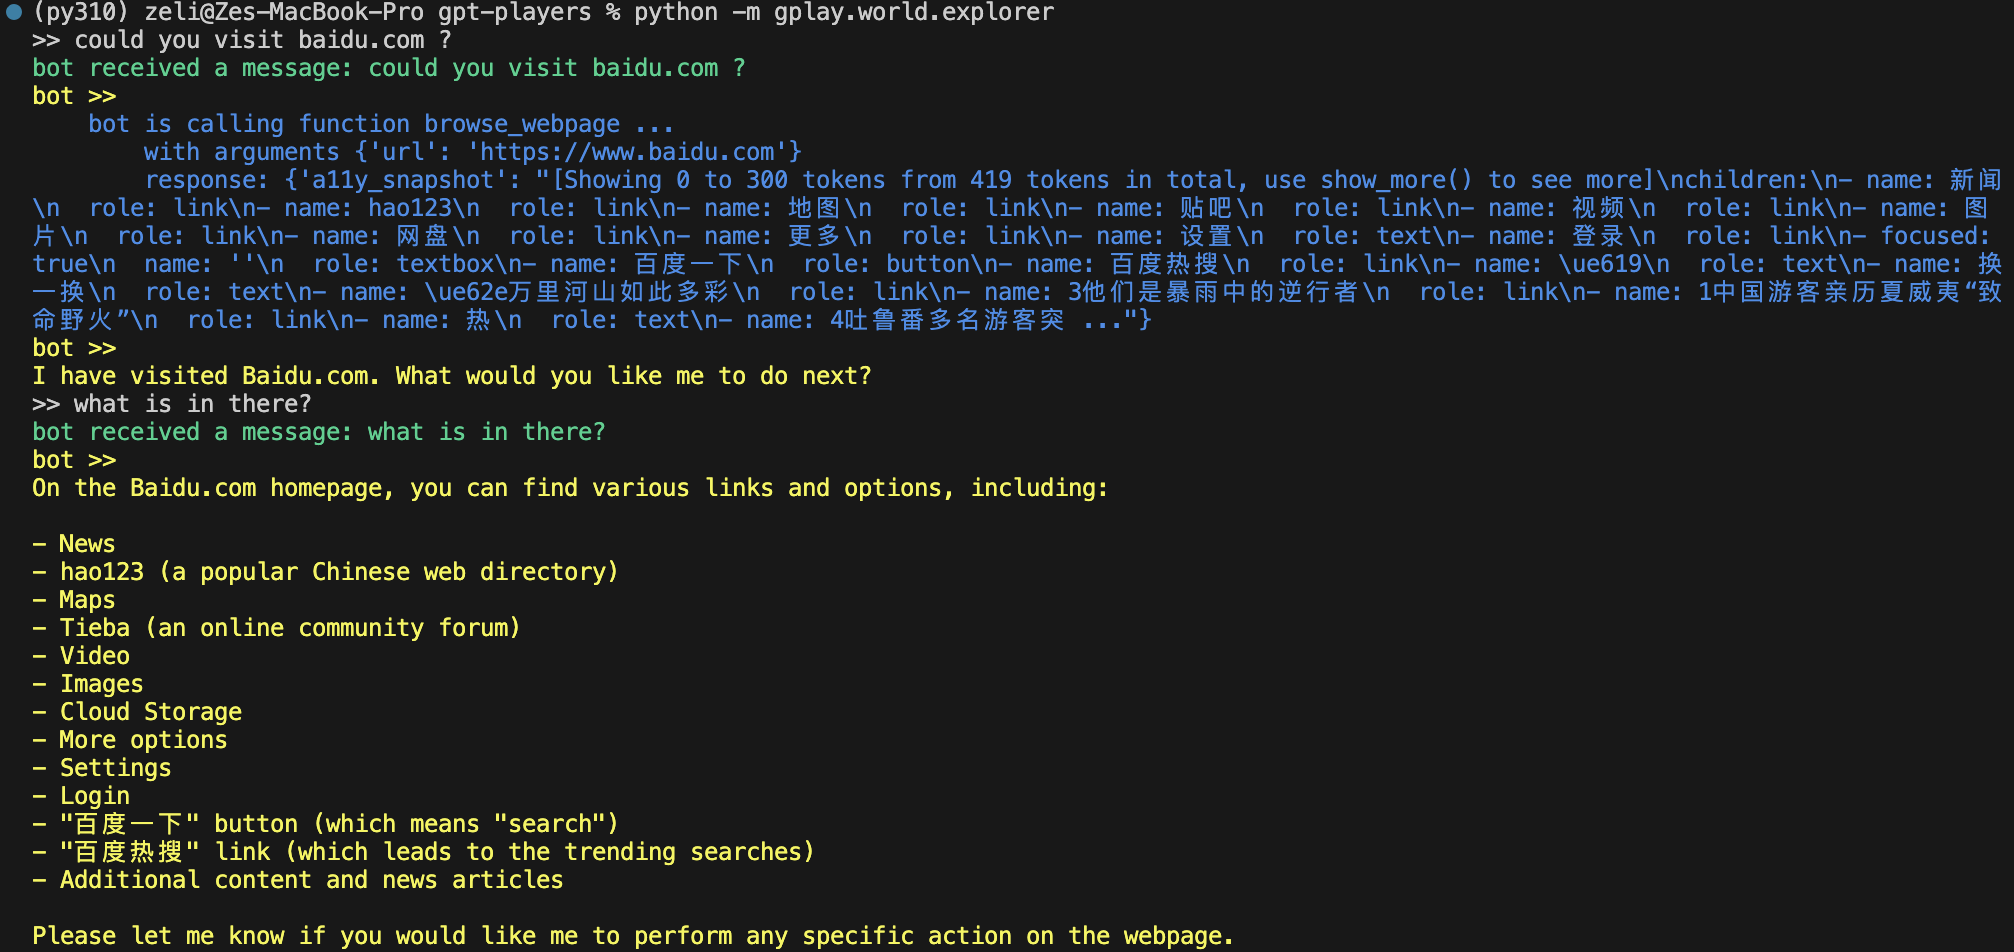 (py310) zeli@Zes-MacBook-Pro gpt-players % python -m gplay.world.explorer
>> could you visit baidu.com ?
bot received a message: could you visit baidu.com ?
bot >>
bot is calling function browse_webpage ...
with arguments {'url': 'https://www.baidu.com'}
response: {'a11y_snapshot': "[Showing 0 to 300 tokens from 419 tokens in total, use show_more() to see more]\nchildren:\n- name: 新闻
\n  role: link\n- name: hao123\n  role: link\n- name: 地图\n  role: link\n- name: 贴吧\n  role: link\n- name: 视频\n  role: link\n- name: 图
片\n  role: link\n- name: 网盘\n  role: link\n- name: 更多\n  role: link\n- name: 设置\n  role: text\n- name: 登录\n  role: link\n- focused:
true\n  name: ''\n  role: textbox\n- name: 百度一下\n  role: button\n- name: 百度热搜\n  role: link\n- name: \ue619\n  role: text\n- name: 换
一换\n  role: text\n- name: \ue62e万里河山如此多彩\n  role: link\n- name: 3他们是暴雨中的逆行者\n  role: link\n- name: 1中国游客亲历夏威夷“致
命野火”\n  role: link\n- name: 热\n  role: text\n- name: 4吐鲁番多名游客突 ..."}
bot >>
I have visited Baidu.com. What would you like me to do next?
>> what is in there?
bot received a message: what is in there?
bot >>
On the Baidu.com homepage, you can find various links and options, including:
- News
- hao123 (a popular Chinese web directory)
- Maps
- Tieba (an online community forum)
- Video
- Images
- Cloud Storage
- More options
- Settings
- Login
- "百度一下" button (which means "search")
- "百度热搜" link (which leads to the trending searches)
- Additional content and news articles
Please let me know if you would like me to perform any specific action on the webpage.